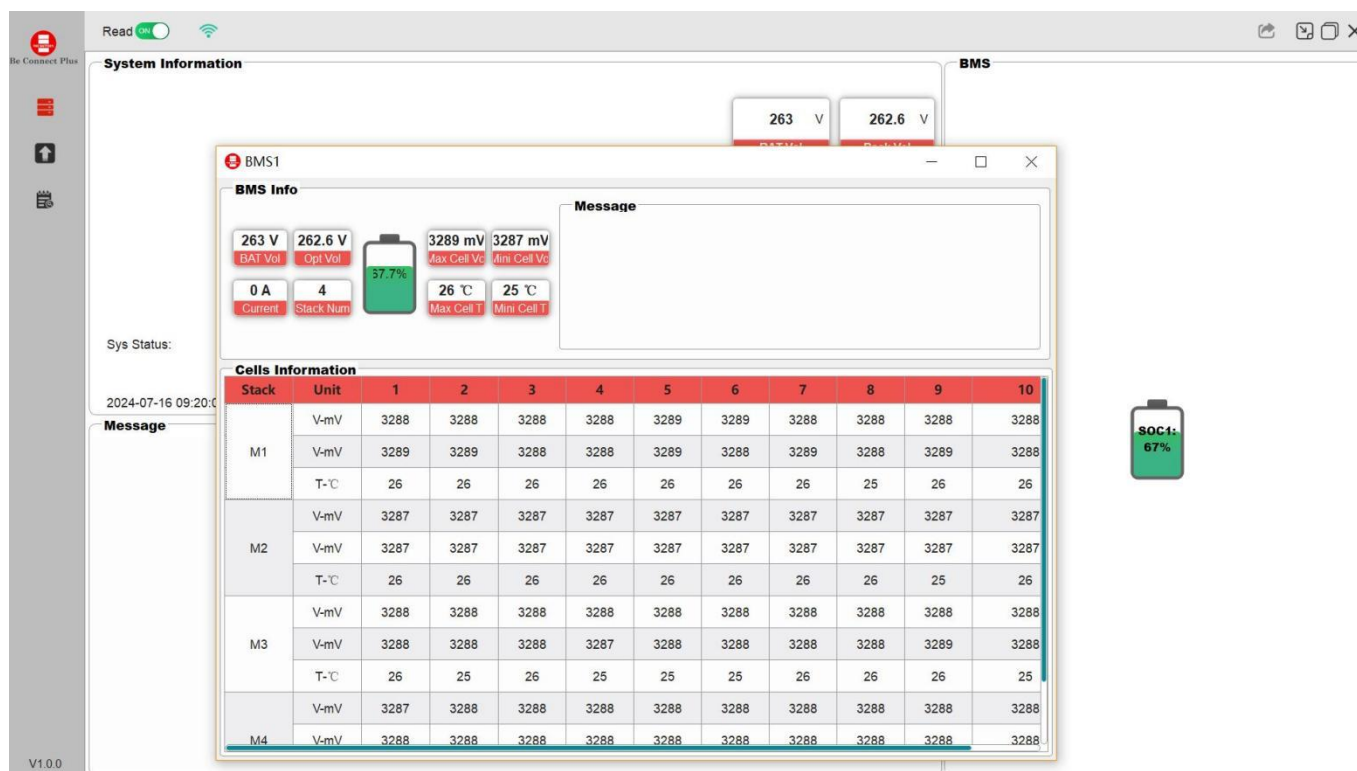 Read ON
Be Connect Plus
System Information
BMS
263 V
262.6 V
BMS1
BMS Info
Message
263 V 262.6 V 3289 mV 3287 mV
BAT Vol Opt Vol Max Cell Vo Mini Cell Vo
67.7%
0 A 4 26 ℃ 25 ℃
Current Stack Num Max Cell T Mini Cell T
Sys Status:
2024-07-16 09:20:0
Message
Cells Information
Stack Unit 1 2 3 4 5 6 7 8 9 10
V-mV 3288 3288 3288 3288 3289 3289 3288 3288 3288 3288
M1 V-mV 3289 3289 3288 3288 3289 3288 3289 3288 3289 3288
T-℃ 26 26 26 26 26 26 26 25 26 26
V-mV 3287 3287 3287 3287 3287 3287 3287 3287 3287 3287
M2 V-mV 3287 3287 3287 3287 3287 3287 3287 3287 3287 3287
T-℃ 26 26 26 26 26 26 26 26 25 26
V-mV 3288 3288 3288 3288 3288 3288 3288 3288 3288 3288
M3 V-mV 3288 3288 3288 3287 3288 3288 3288 3288 3289 3288
T-℃ 26 25 26 25 25 25 26 26 26 25
V-mV 3287 3288 3288 3288 3288 3288 3288 3288 3288 3288
M4 V-mV 3288 3288 3288 3288 3288 3288 3288 3288 3288 3288
SOC1:
67%
V1.0.0